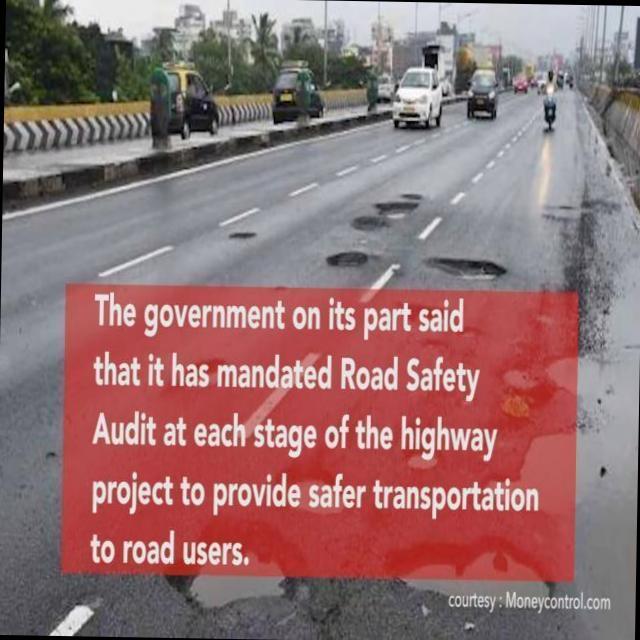 The government on its part said
that it has mandated Road Safety
Audit at each stage of the highway
project to provide safer transportation
to road users.
courtesy : Moneycontrol.com